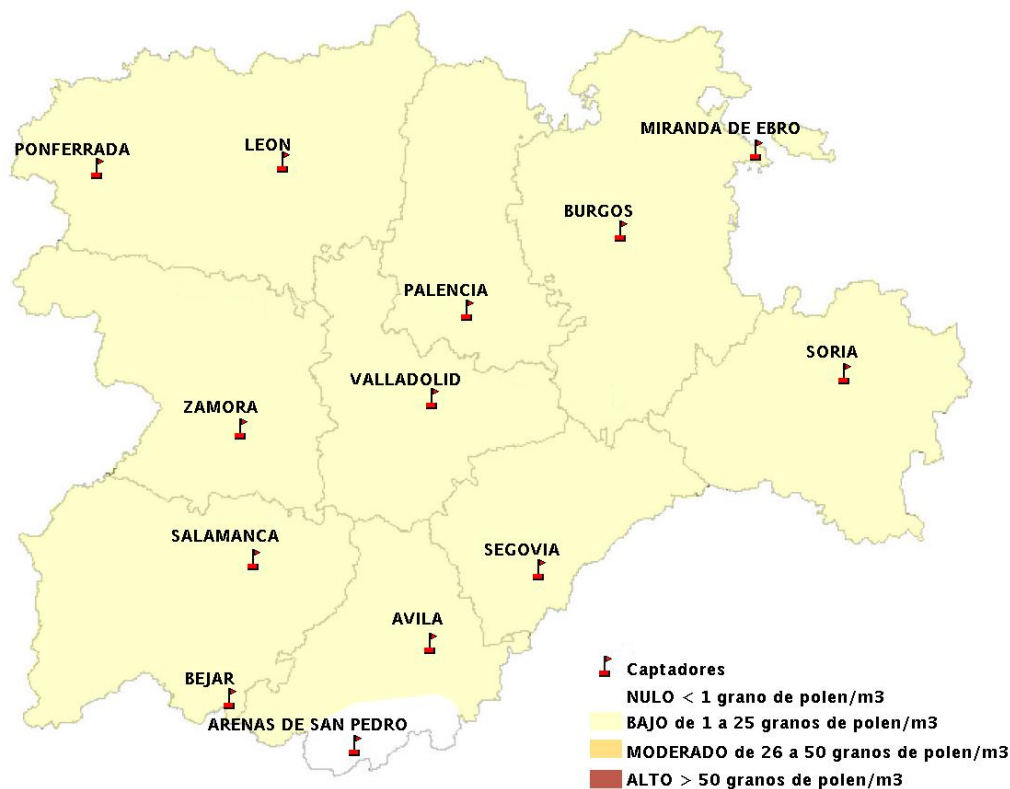 MIRANDA DE EBRO
PONFERRADA
LEON
BURGOS
PALENCIA
SORIA
VALLADOLID
ZAMORA
SALAMANCA
SEGOVIA
AVILA
BEJAR
ARENAS DE SAN PEDRO
Captadores
NULO < 1 grano de polen/m3
BAJO de 1 a 25 granos de polen/m3
MODERADO de 26 a 50 granos de polen/m3
ALTO > 50 granos de polen/m3